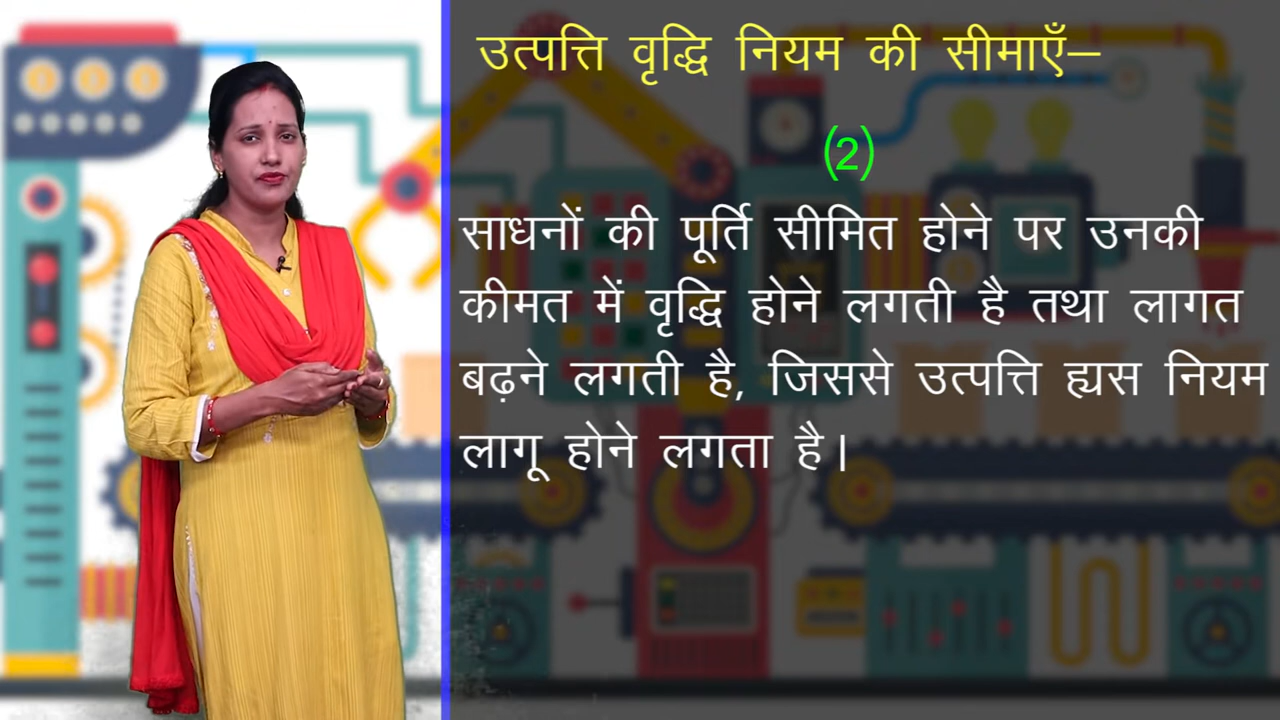 उत्पत्ति वृद्धि नियम की सीमाएँ–
(2)
साधनों की पूर्ति सीमित होने पर उनकी
कीमत में वृद्धि होने लगती है तथा लागत
बढ़ने लगती है, जिससे उत्पत्ति ह्यस नियम
लागू होने लगता है।